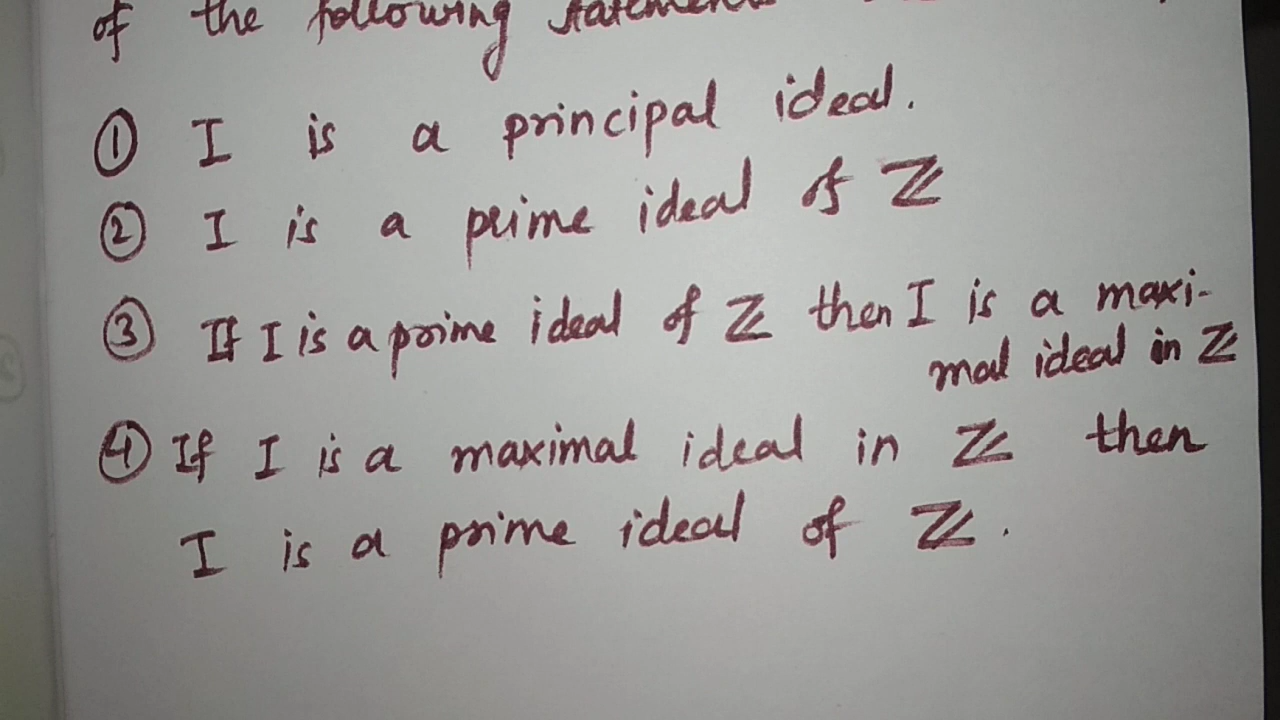 of the following statements
① I is a principal ideal.
② I is a prime ideal of ℤ
③ If I is a prime ideal of ℤ then I is a maxi-
mal ideal in ℤ
④ If I is a maximal ideal in ℤ then
I is a prime ideal of ℤ.